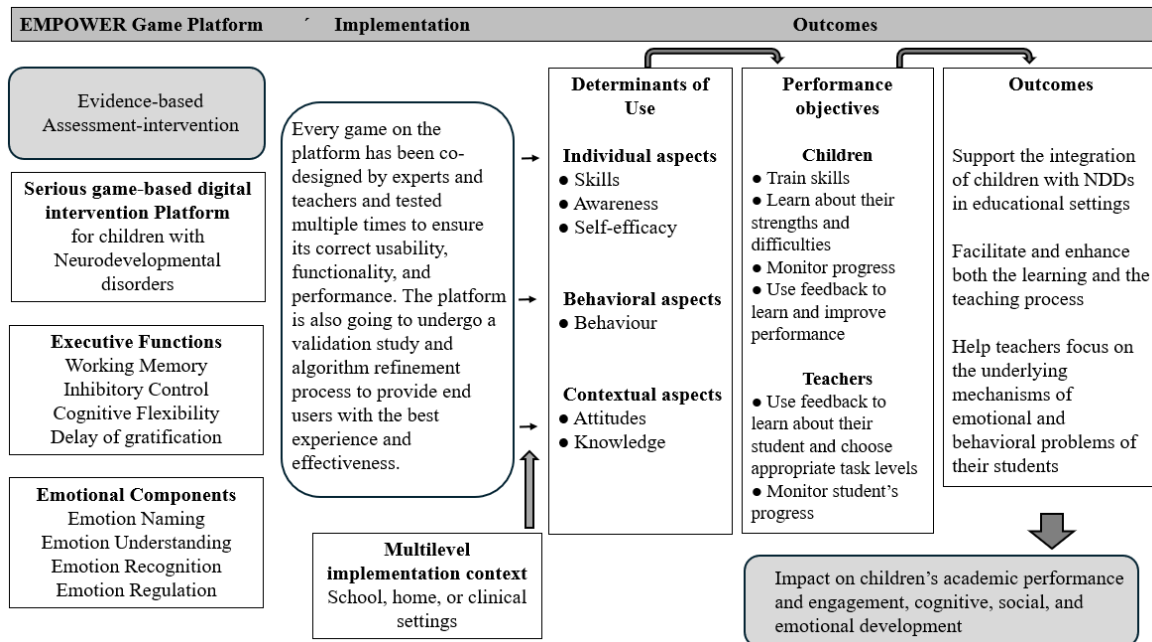 EMPOWER Game Platform ´ Implementation Outcomes
Evidence-based
Assessment-intervention
Serious game-based digital
intervention Platform
for children with
Neurodevelopmental
disorders
Executive Functions
Working Memory
Inhibitory Control
Cognitive Flexibility
Delay of gratification
Emotional Components
Emotion Naming
Emotion Understanding
Emotion Recognition
Emotion Regulation
Every game on the
platform has been co-
designed by experts and
teachers and tested
multiple times to ensure
its correct usability,
functionality, and
performance. The platform
is also going to undergo a
validation study and
algorithm refinement
process to provide end
users with the best
experience and
effectiveness.
Multilevel
implementation context
School, home, or clinical
settings
Determinants of
Use
Individual aspects
● Skills
● Awareness
● Self-efficacy
Behavioral aspects
● Behaviour
Contextual aspects
● Attitudes
● Knowledge
Performance
objectives
Children
● Train skills
● Learn about their
strengths and
difficulties
● Monitor progress
● Use feedback to
learn and improve
performance
Teachers
● Use feedback to
learn about their
student and choose
appropriate task levels
● Monitor student’s
progress
Outcomes
Support the integration
of children with NDDs
in educational settings
Facilitate and enhance
both the learning and the
teaching process
Help teachers focus on
the underlying
mechanisms of
emotional and
behavioral problems of
their students
Impact on children’s academic performance
and engagement, cognitive, social, and
emotional development